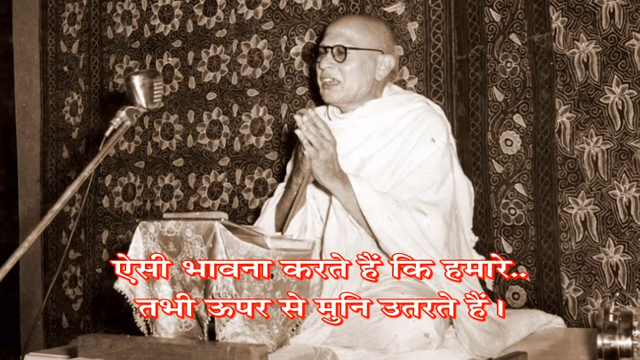 ऐसी भावना करते हैं कि हमारे..
तभी ऊपर से मुनि उतरते हैं।